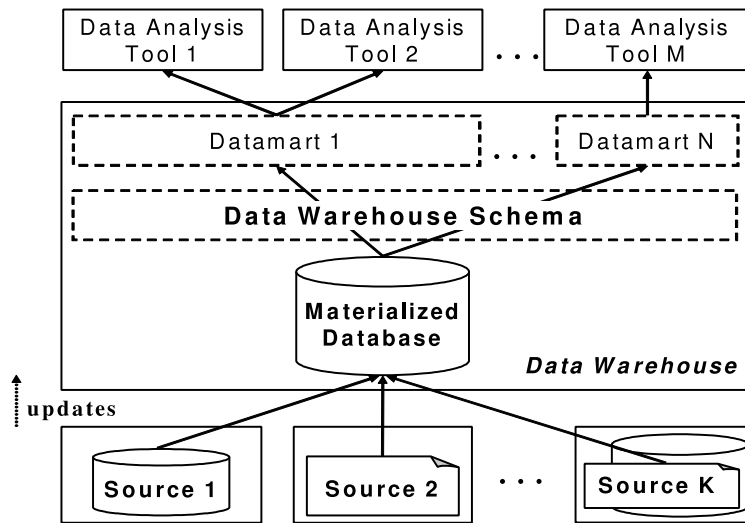 Data Analysis
Tool 1
Data Analysis
Tool 2
. . .
Data Analysis
Tool M
Datamart 1
. . .
Datamart N
Data Warehouse Schema
Materialized
Database
Data Warehouse
updates
Source 1
Source 2
. . .
Source K